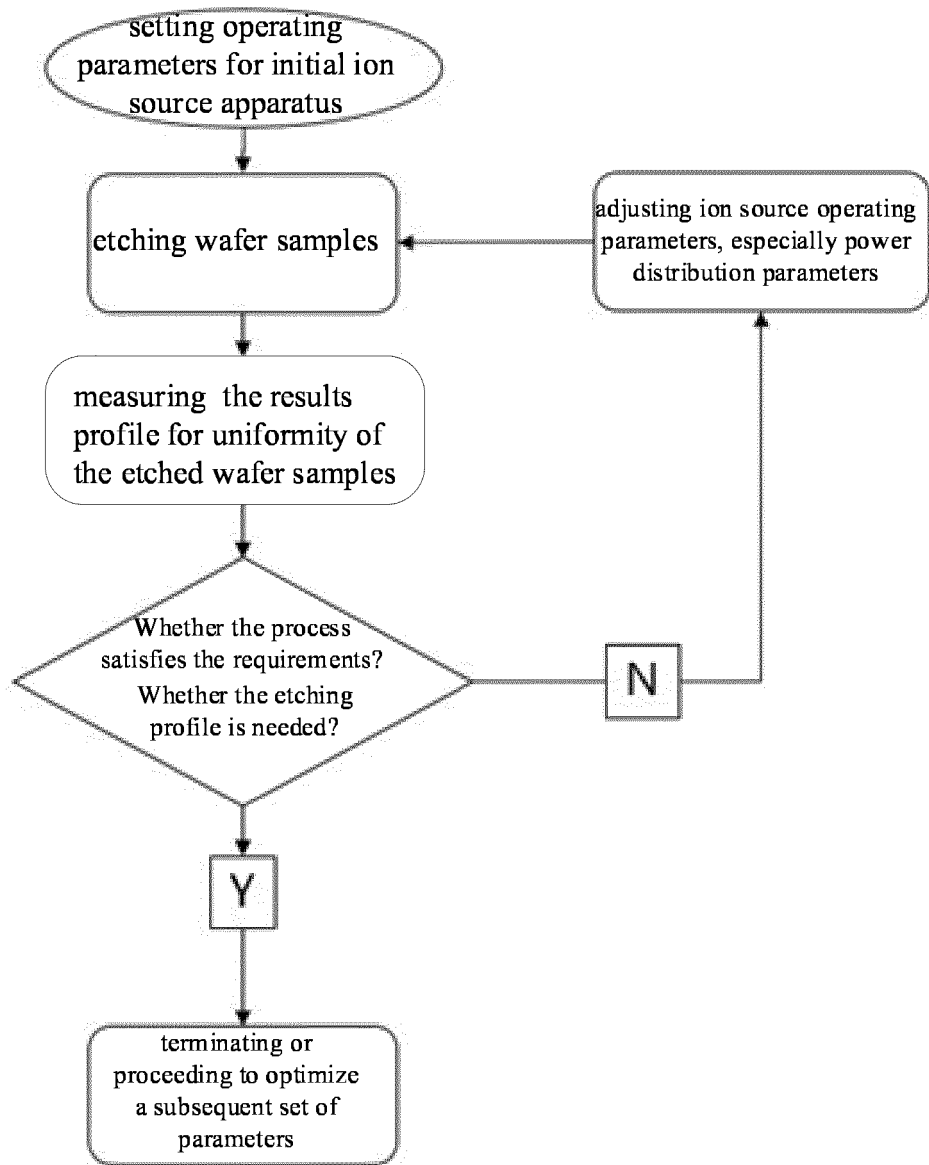 setting operating
parameters for initial ion
source apparatus
etching wafer samples
adjusting ion source operating
parameters, especially power
distribution parameters
measuring the results
profile for uniformity of
the etched wafer samples
Whether the process
satisfies the requirements?
Whether the etching
profile is needed?
N
Y
terminating or
proceeding to optimize
a subsequent set of
parameters